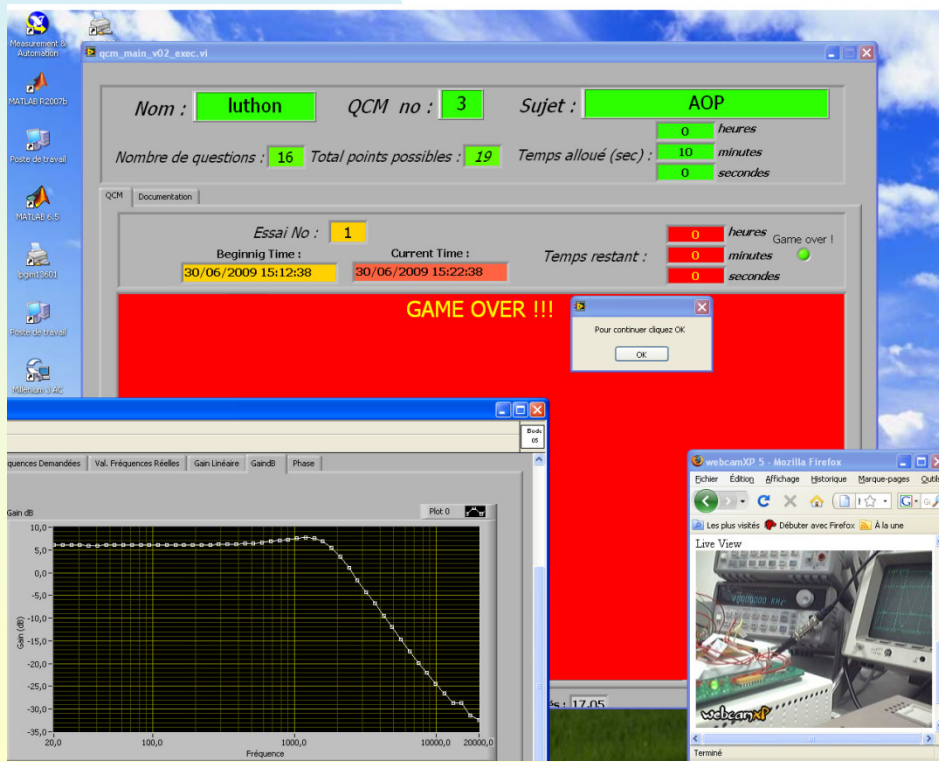 Measurement & Automation
MATLAB R2007b
Poste de travail
MATLAB 6.5
login10601
Poste de travail
Millenium 3 AC
qcm_main_v02_exec.vi
Nom : luthon QCM no : 3 Sujet : AOP
Nombre de questions : 16 Total points possibles : 19 Temps alloué (sec) :
0 heures
10 minutes
0 secondes
QCM Documentation
Essai No : 1
Beginnig Time : Current Time :
30/06/2009 15:12:38 30/06/2009 15:22:38
Temps restant :
0 heures
0 minutes
0 secondes
Game over !
GAME OVER !!!
Pour continuer cliquez OK
OK
17.05
Bode
05
quences Demandées Val. Fréquences Réelles Gain Linéaire GaindB Phase
Gain dB
Plot 0
10,0
5,0
0,0
-5,0
-10,0
-15,0
-20,0
-25,0
-30,0
-35,0
Gain (dB)
20,0 100,0 1000,0 10000,0 20000,0
Fréquence
webcamXP 5 - Mozilla Firefox
Fichier Édition Affichage Historique Marque-pages Outils
Les plus visités Débuter avec Firefox À la une
Live View
webcamXP
Terminé